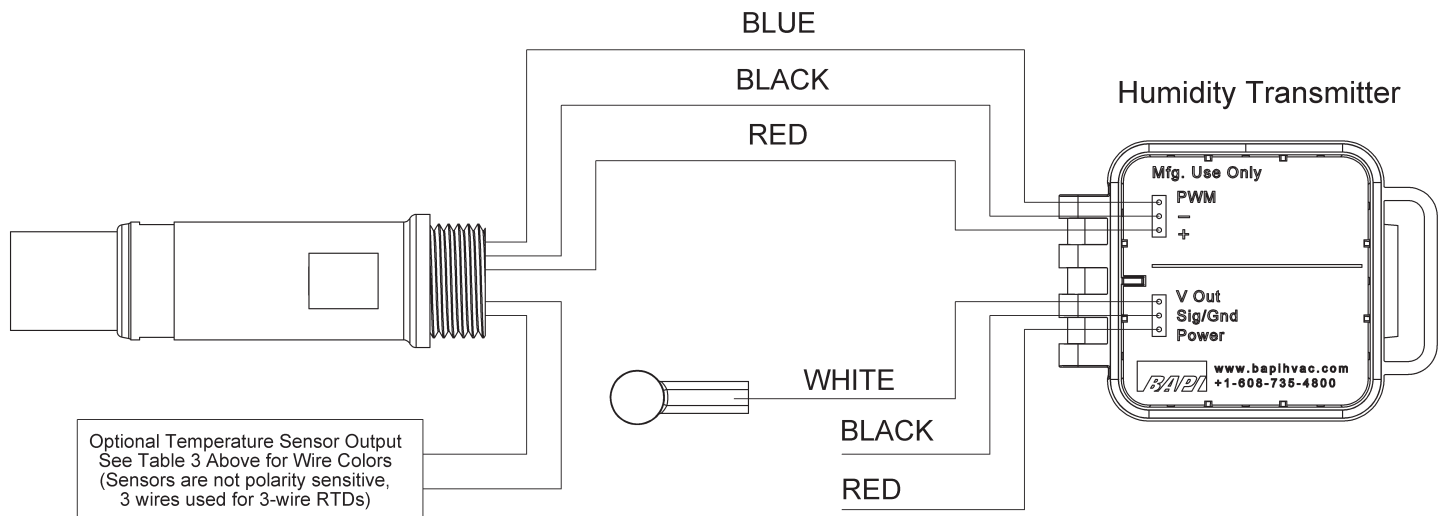 BLUE
BLACK
RED
Humidity Transmitter
Mfg. Use Only
PWM
–
+
V Out
Sig/Gnd
Power
BAPI
www.bapihvac.com
+1-608-735-4800
WHITE
BLACK
RED
Optional Temperature Sensor Output
See Table 3 Above for Wire Colors
(Sensors are not polarity sensitive,
3 wires used for 3-wire RTDs)